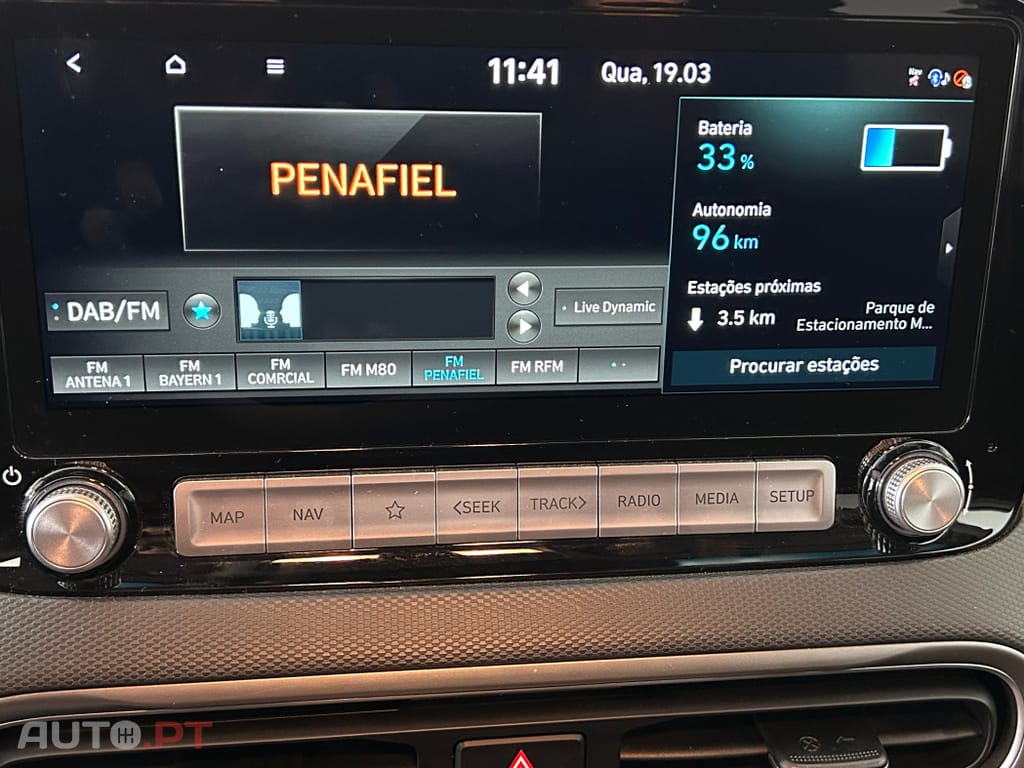 11:41 Qua, 19.03
PENAFIEL
Bateria
33 %
Autonomia
96 km
Estações próximas
3.5 km
Parque de
Estacionamento M...
Procurar estações
DAB/FM
Live Dynamic
FM
ANTENA 1
FM
BAYERN 1
FM
COMRCIAL
FM M80
FM
PENAFIEL
FM RFM
MAP
NAV
<SEEK
TRACK>
RADIO
MEDIA
SETUP
AUTO.PT